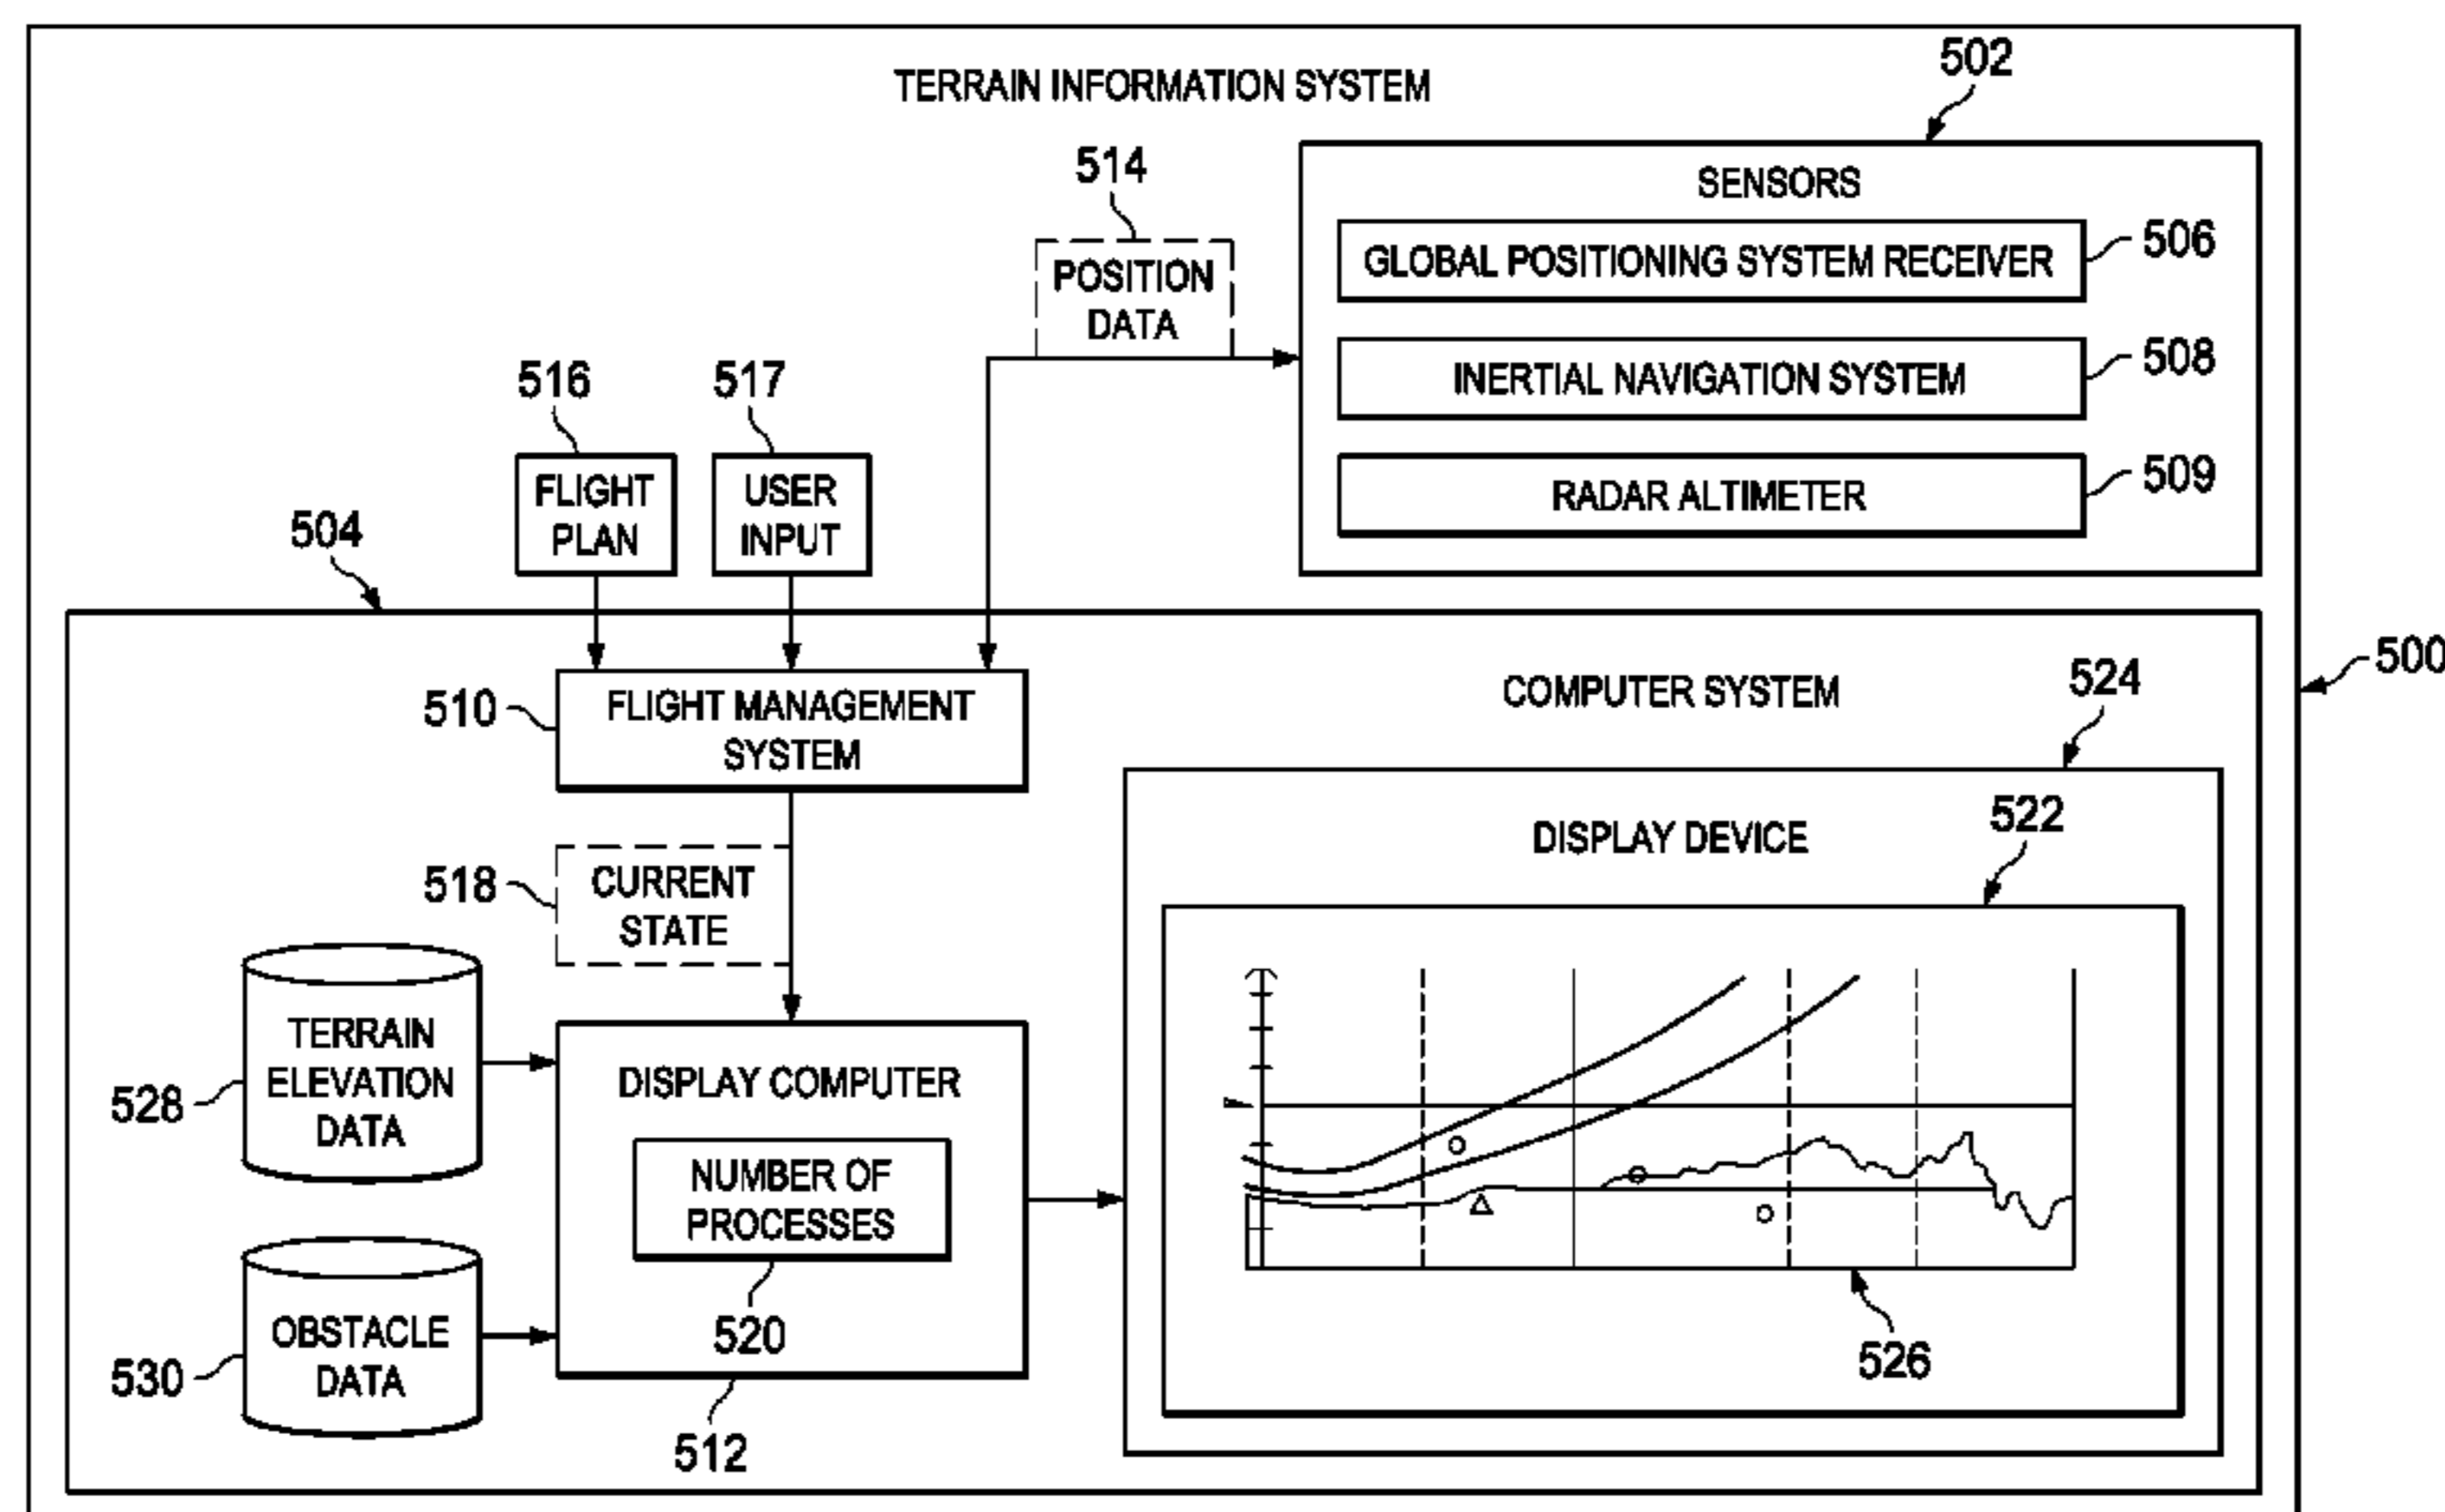 TERRAIN INFORMATION SYSTEM
502
514
SENSORS
POSITION
DATA
GLOBAL POSITIONING SYSTEM RECEIVER
506
INERTIAL NAVIGATION SYSTEM
508
RADAR ALTIMETER
509
516
517
FLIGHT
PLAN
USER
INPUT
504
500
510
FLIGHT MANAGEMENT
SYSTEM
COMPUTER SYSTEM
524
518
CURRENT
STATE
DISPLAY DEVICE
522
528
TERRAIN
ELEVATION
DATA
DISPLAY COMPUTER
NUMBER OF
PROCESSES
520
530
OBSTACLE
DATA
512
526